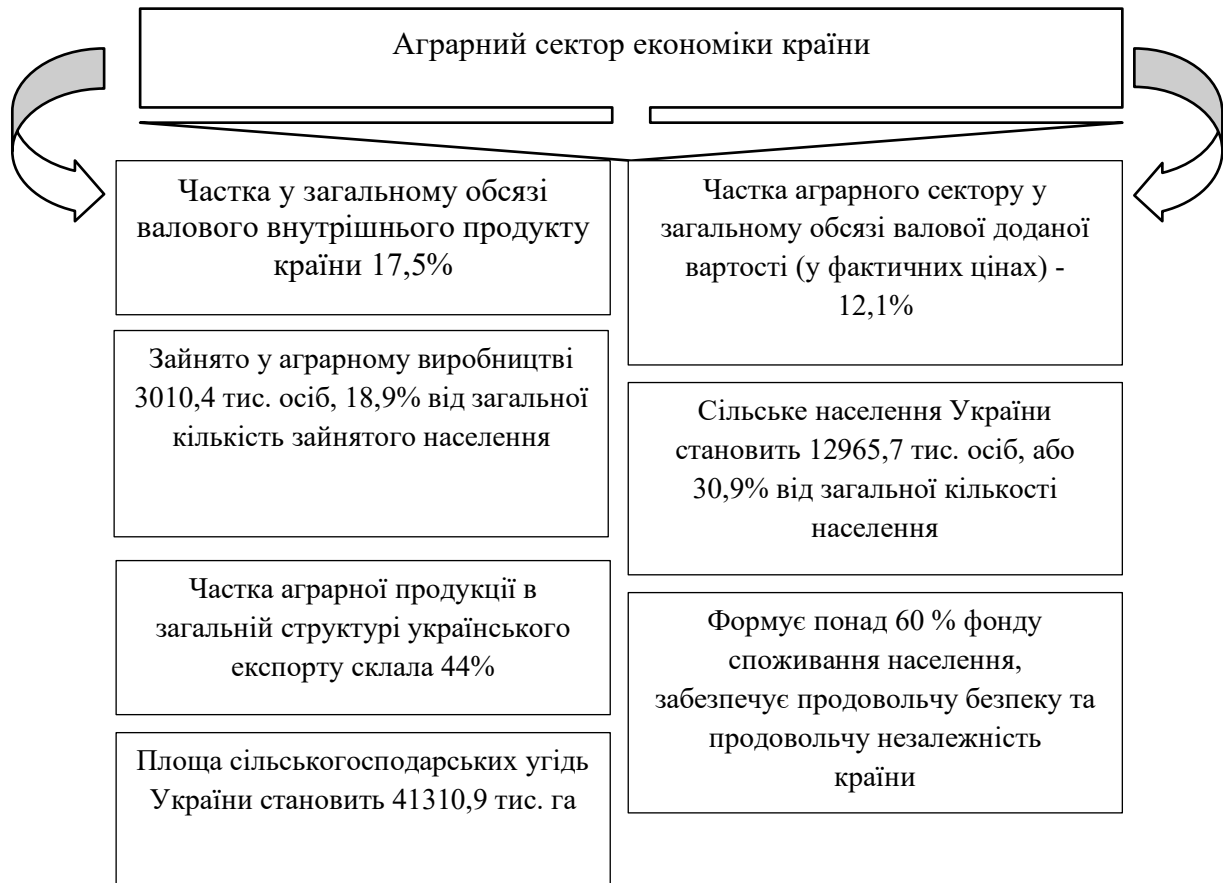 Аграрний сектор економіки країни
Частка у загальному обсязі
валового внутрішнього продукту
країни 17,5%
Зайнято у аграрному виробництві
3010,4 тис. осіб, 18,9% від загальної
кількість зайнятого населення
Частка аграрної продукції в
загальній структурі українського
експорту склала 44%
Площа сільськогосподарських угідь
України становить 41310,9 тис. га
Частка аграрного сектору у
загальному обсязі валової доданої
вартості (у фактичних цінах) -
12,1%
Сільське населення України
становить 12965,7 тис. осіб, або
30,9% від загальної кількості
населення
Формує понад 60 % фонду
споживання населення,
забезпечує продовольчу безпеку та
продовольчу незалежність
країни